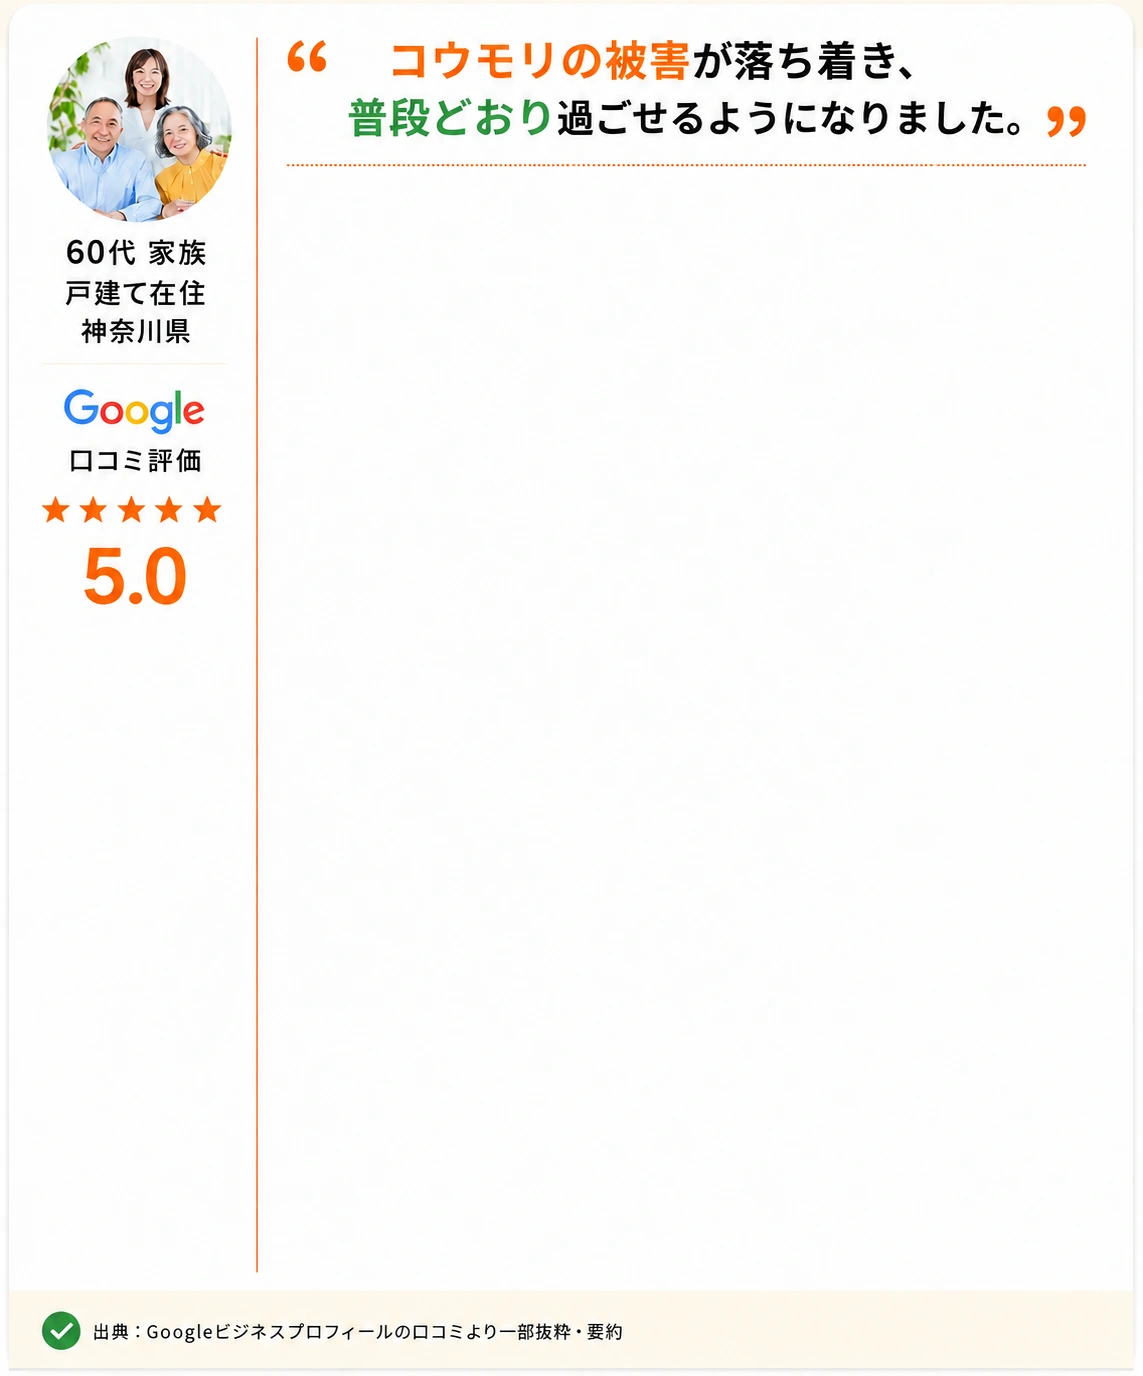 “ コウモリの被害が落ち着き、
普段どおり過ごせるようになりました。”
60代 家族
戸建て在住
神奈川県
Google
口コミ評価
★★★★★
5.0
出典：Googleビジネスプロフィールの口コミより一部抜粋・要約